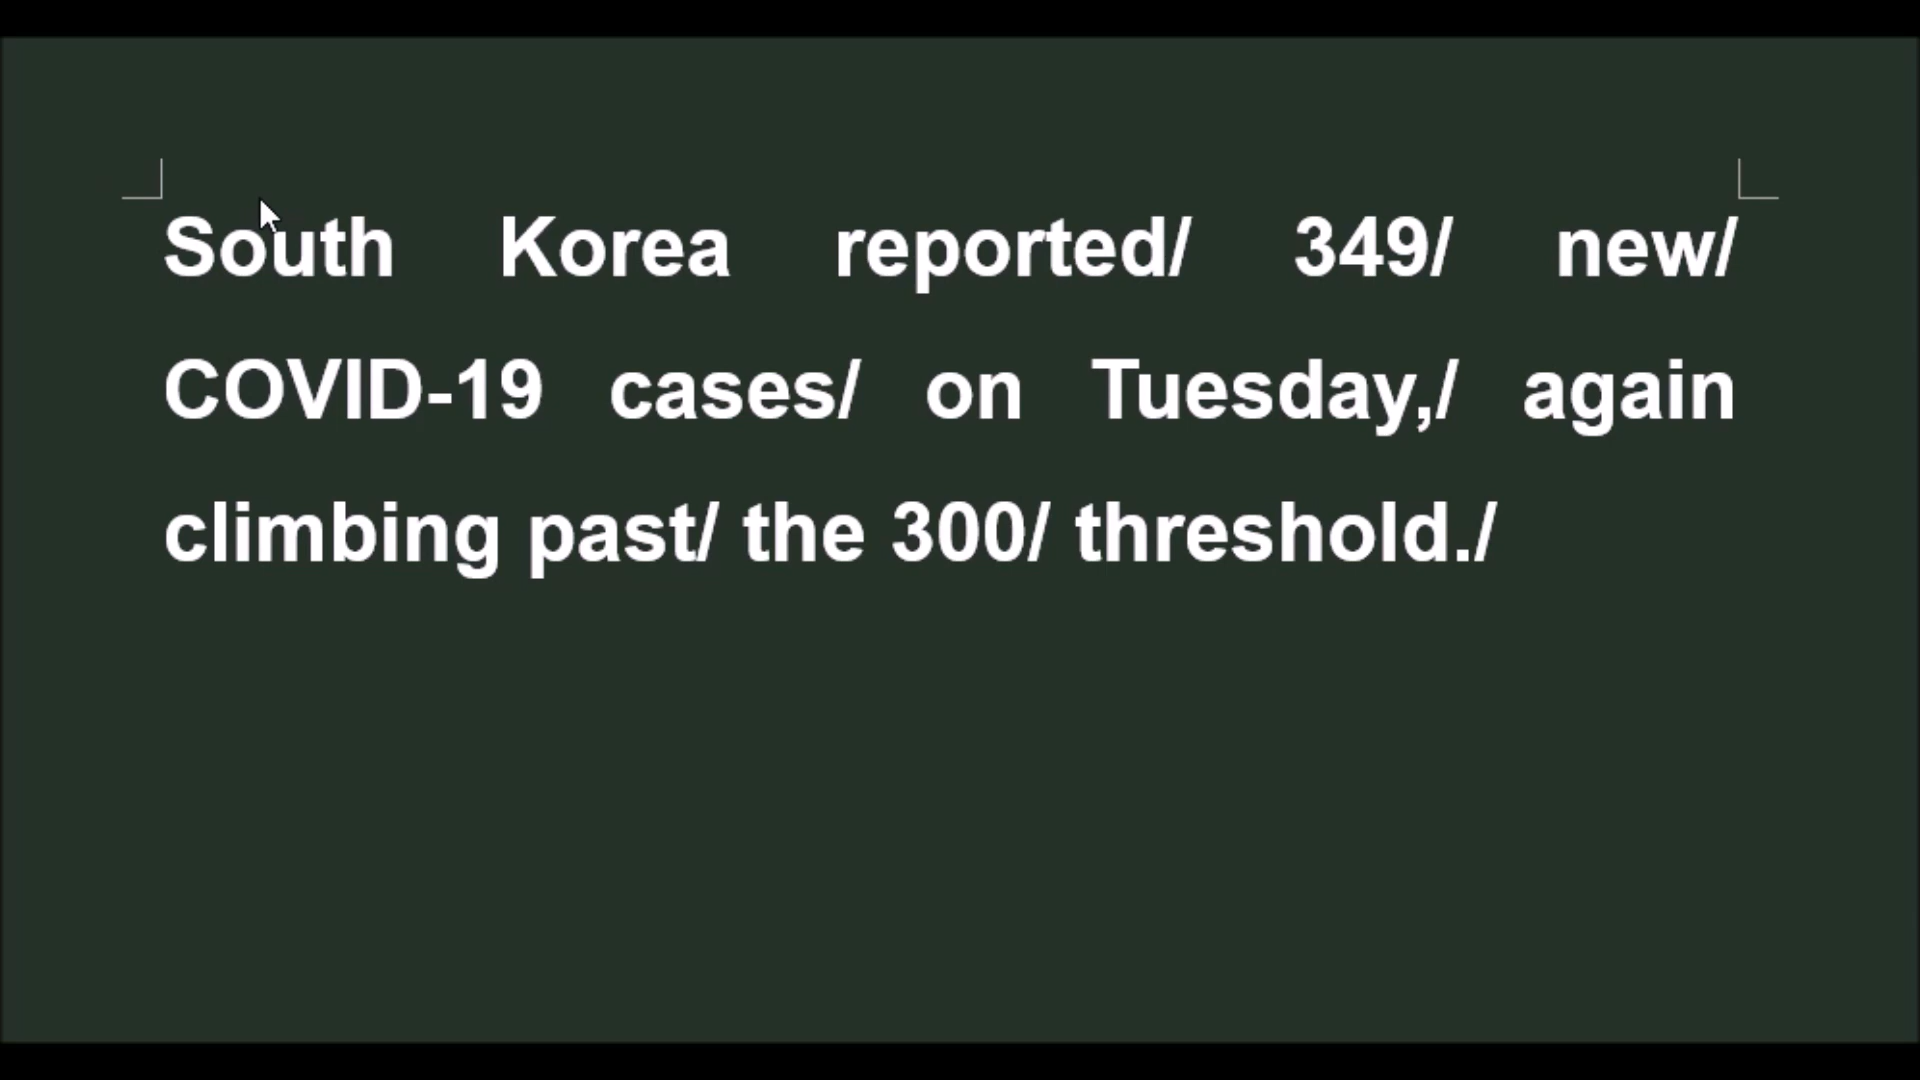 South Korea reported/ 349/ new/
COVID-19 cases/ on Tuesday,/ again
climbing past/ the 300/ threshold./